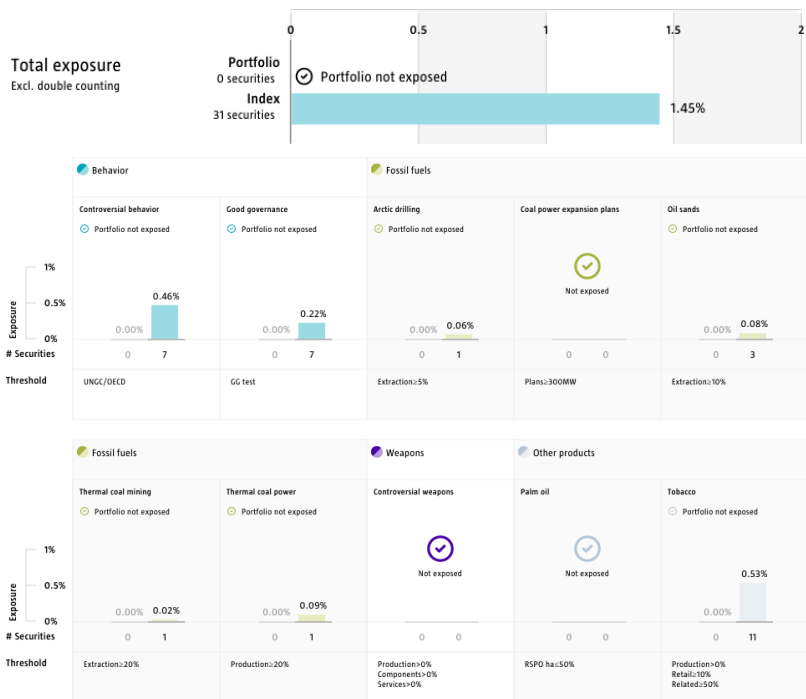 0 0.5 1 1.5 2
Total exposure
Excl. double counting
Portfolio
0 securities
Portfolio not exposed
Index
31 securities
1.45%
Behavior
Fossil fuels
Controversial behavior
Good governance
Arctic drilling
Coal power expansion plans
Oil sands
Portfolio not exposed
Portfolio not exposed
Portfolio not exposed
Portfolio not exposed
Not exposed
Exposure
1%
0.5%
0%
0.00% 0.46%
0.00% 0.22%
0.00% 0.06%
0.00% 0.08%
# Securities 0 7 0 7 0 1 0 0 0 3
Threshold
UNGC/OECD
GG test
Extraction≥5%
Plans≥300MW
Extraction≥10%
Fossil fuels
Weapons
Other products
Thermal coal mining
Thermal coal power
Controversial weapons
Palm oil
Tobacco
Portfolio not exposed
Portfolio not exposed
Portfolio not exposed
Not exposed
Not exposed
Exposure
1%
0.5%
0%
0.00% 0.02%
0.00% 0.09%
0.00% 0.53%
# Securities 0 1 0 1 0 0 0 0 0 11
Threshold
Extraction≥20%
Production≥20%
Production>0%
Components>0%
Services>0%
RSPO ha≤50%
Production>0%
Retail≥10%
Related≥50%